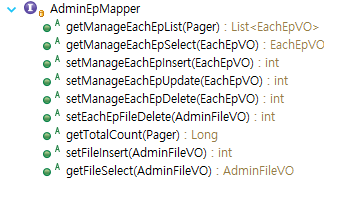 AdminEpMapper
getManageEachEpList(Pager) : List<EachEpVO>
getManageEachEpSelect(EachEpVO) : EachEpVO
setManageEachEpInsert(EachEpVO) : int
setManageEachEpUpdate(EachEpVO) : int
setManageEachEpDelete(EachEpVO) : int
setEachEpFileDelete(AdminFileVO) : int
getTotalCount(Pager) : Long
setFileInsert(AdminFileVO) : int
getFileSelect(AdminFileVO) : AdminFileVO